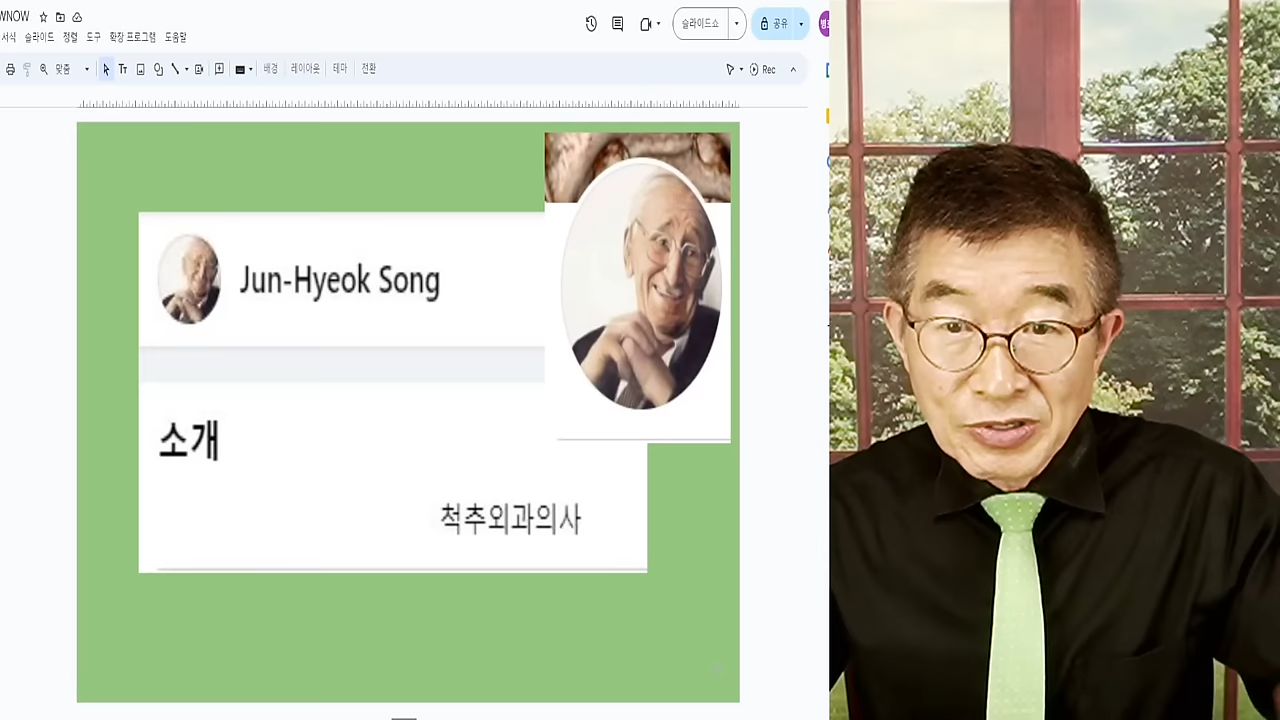 WNOW
서식 슬라이드 정렬 도구 확장 프로그램 도움말
슬라이드쇼
공유
맞춤
Tт
배경
레이아웃
테마
전환
Rec
Jun-Hyeok Song
소개
척추외과의사